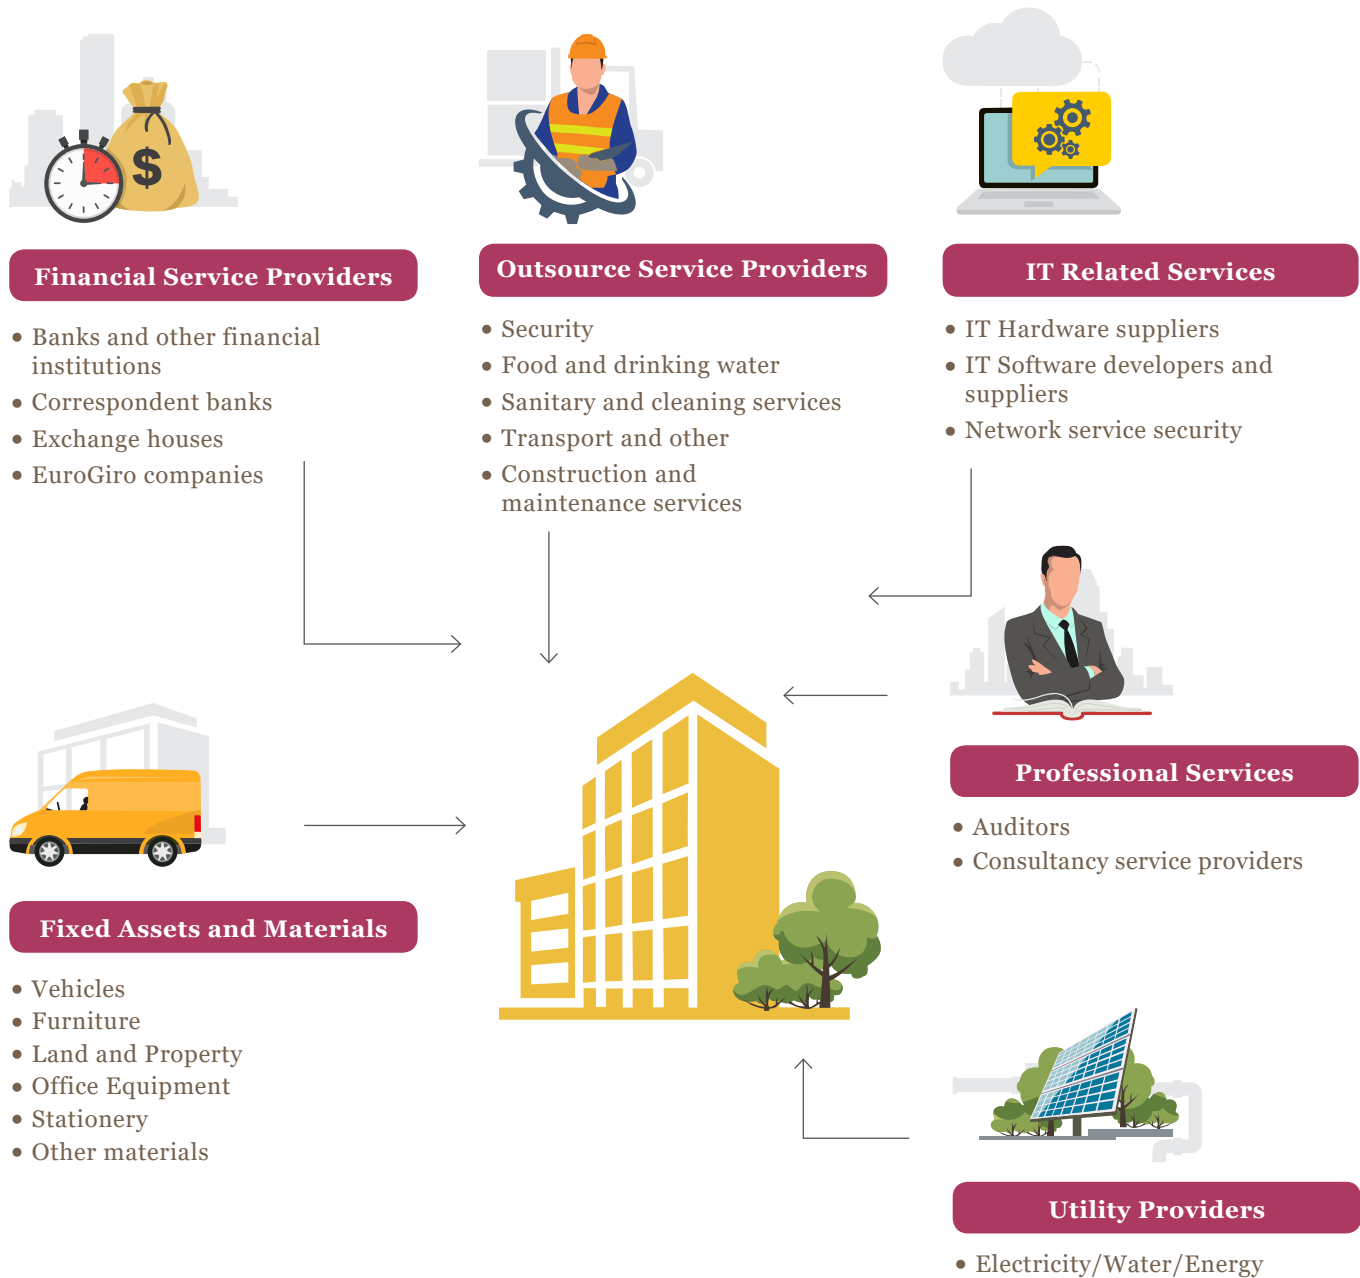 $
Financial Service Providers
• Banks and other financial
institutions
• Correspondent banks
• Exchange houses
• EuroGiro companies
Outsource Service Providers
• Security
• Food and drinking water
• Sanitary and cleaning services
• Transport and other
• Construction and
maintenance services
IT Related Services
• IT Hardware suppliers
• IT Software developers and
suppliers
• Network service security
Professional Services
• Auditors
• Consultancy service providers
Fixed Assets and Materials
• Vehicles
• Furniture
• Land and Property
• Office Equipment
• Stationery
• Other materials
Utility Providers
• Electricity/Water/Energy